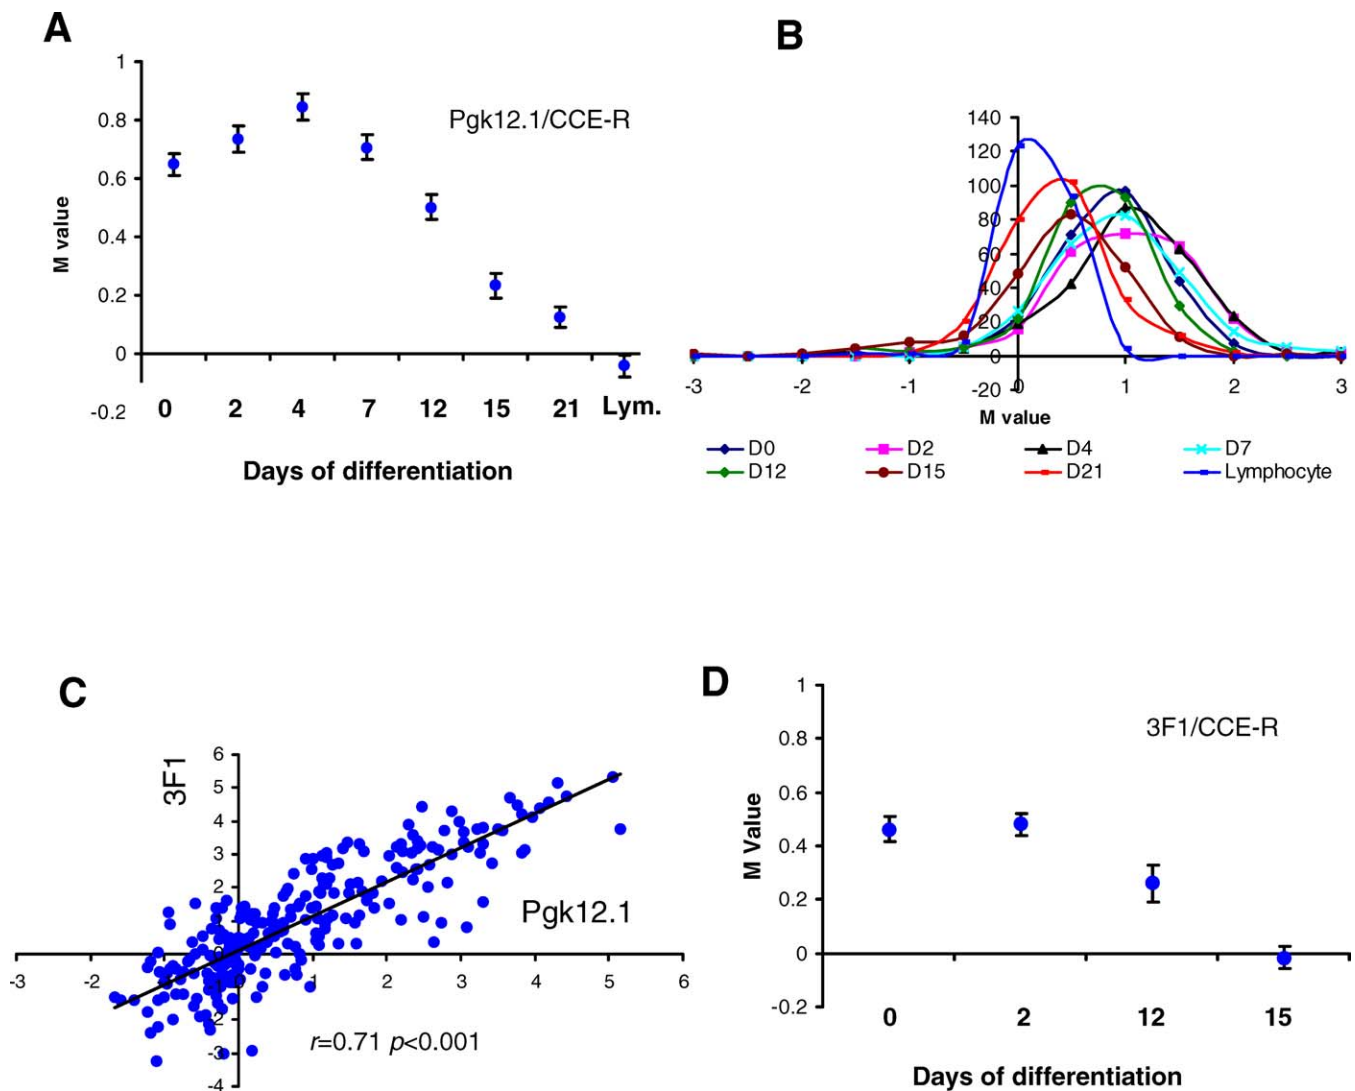 A
1
0.8
0.6
0.4
0.2
0
-0.2
M value
Pgk12.1/CCE-R
0 2 4 7 12 15 21 Lym.
Days of differentiation
B
140
120
100
80
60
40
20
0
-20
-3 -2 -1 0 1 2 3
M value
D0 D2 D4 D7
D12 D15 D21 Lymphocyte
C
3F1
6
5
4
3
2
1
0
-1
-2
-3
-4
-3 -2 -1 0 1 2 3 4 5 6
Pgk12.1
r=0.71 p<0.001
D
1
0.8
0.6
0.4
0.2
0
-0.2
M Value
3F1/CCE-R
0 2 12 15
Days of differentiation